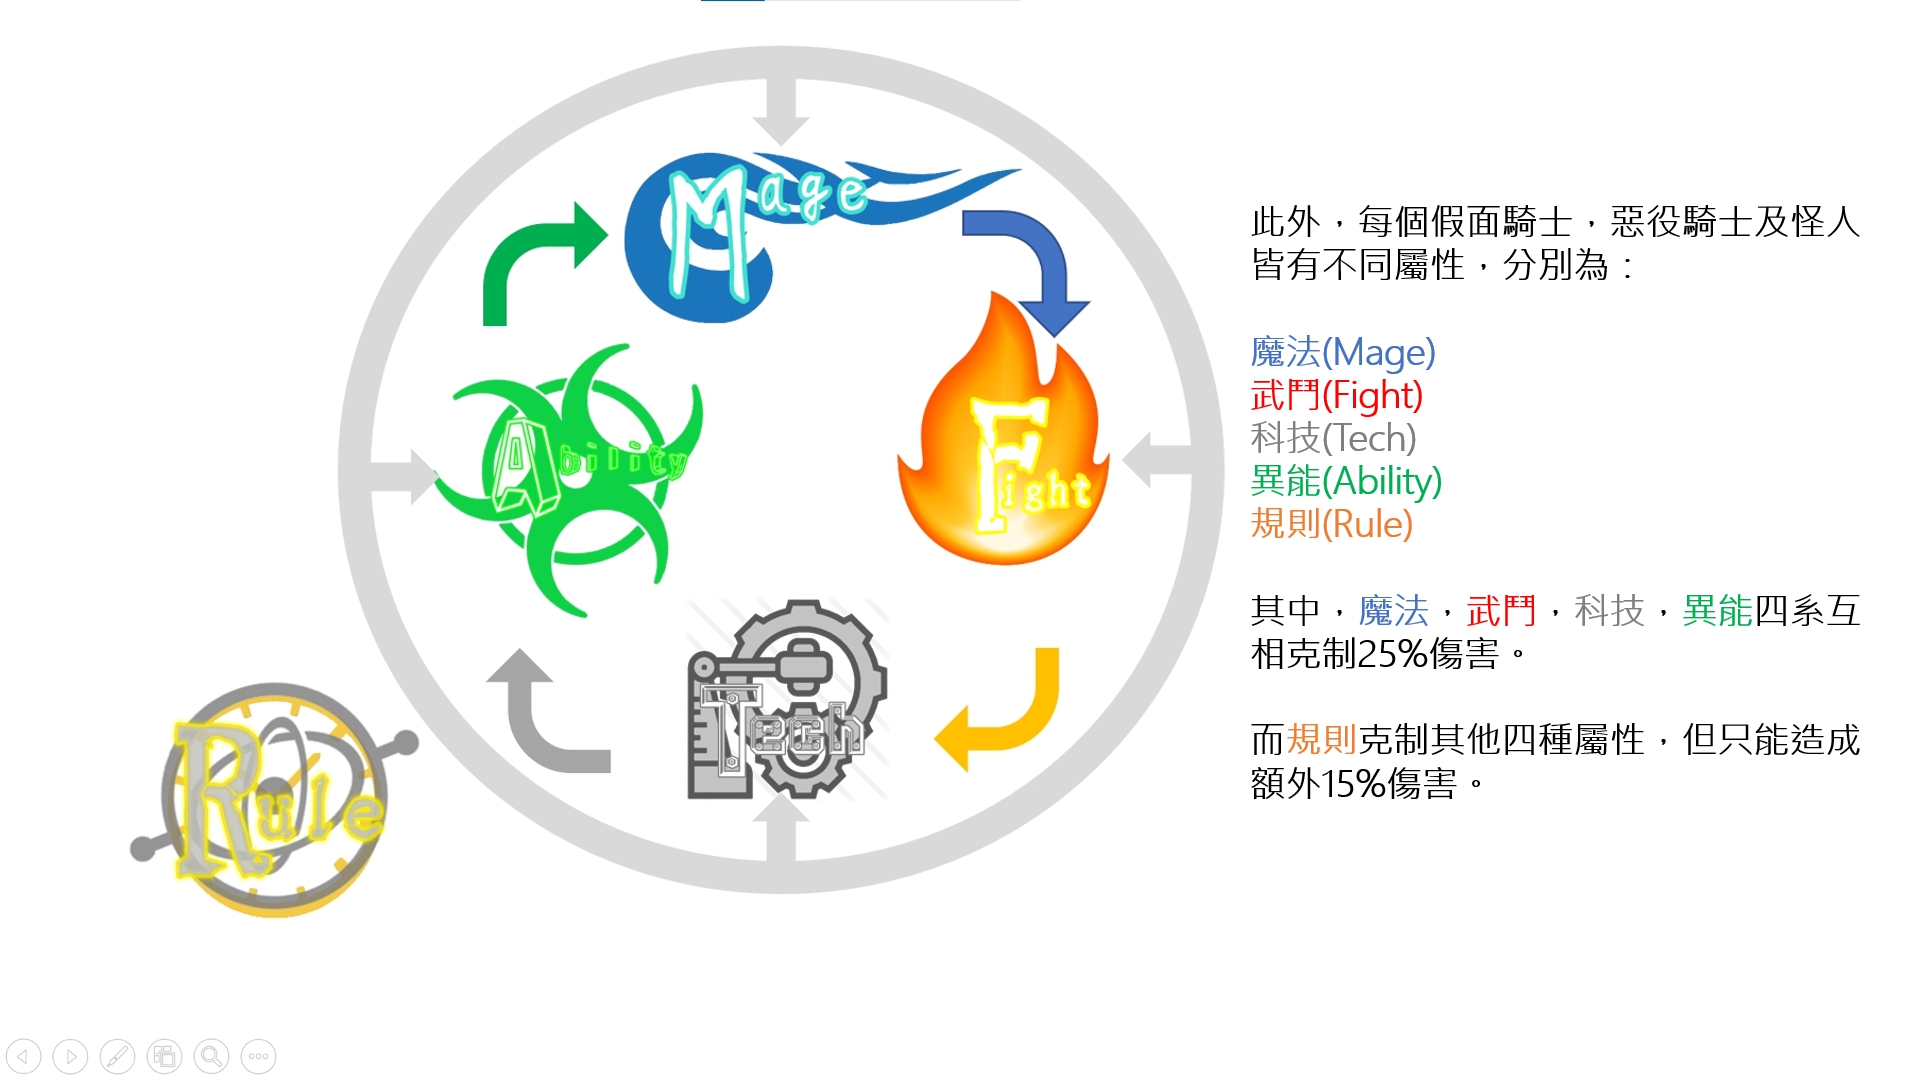 Mage
Ability
Fight
Tech
Rule
此外，每個假面騎士，惡役騎士及怪人
皆有不同屬性，分別為：
魔法(Mage)
武鬥(Fight)
科技(Tech)
異能(Ability)
規則(Rule)
其中，魔法，武鬥，科技，異能四系互
相克制25%傷害。
而規則克制其他四種屬性，但只能造成
額外15%傷害。